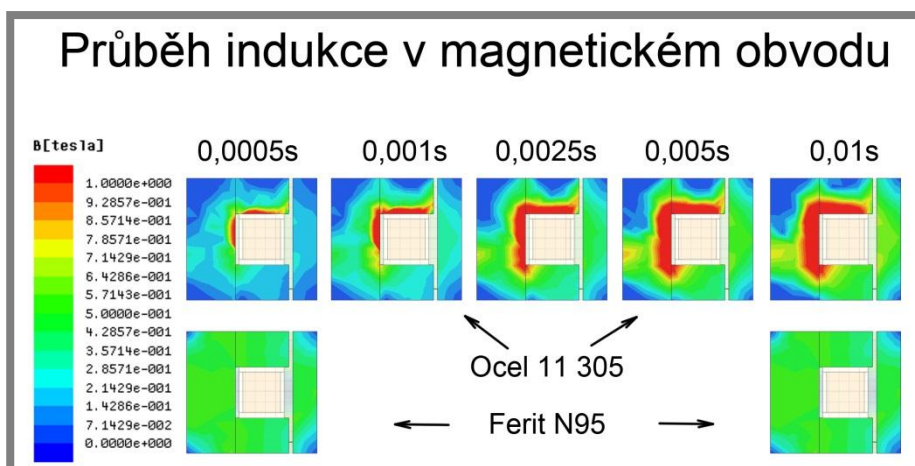 Průběh indukce v magnetickém obvodu
B[tesla]
0,0005s 0,001s 0,0025s 0,005s 0,01s
1.0000e+000
9.2857e-001
8.5714e-001
7.8571e-001
7.1429e-001
6.4286e-001
5.7143e-001
5.0000e-001
4.2857e-001
3.5714e-001
2.8571e-001
2.1429e-001
1.4286e-001
7.1429e-002
0.0000e+000
Ocel 11 305
Ferit N95